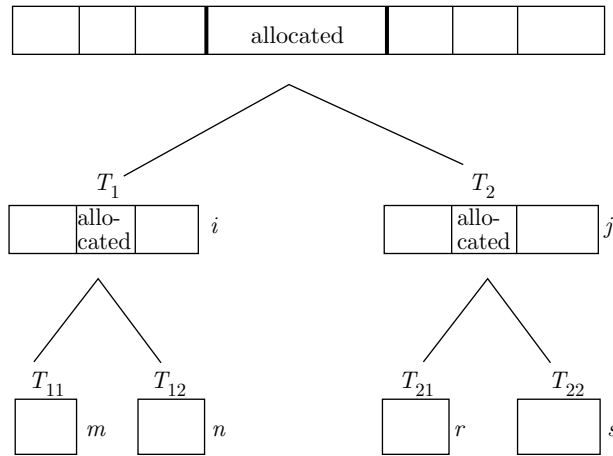 allocated
T₁ T₂
allo-
cated i
allo-
cated j
T₁₁ T₁₂ T₂₁ T₂₂
m n r s